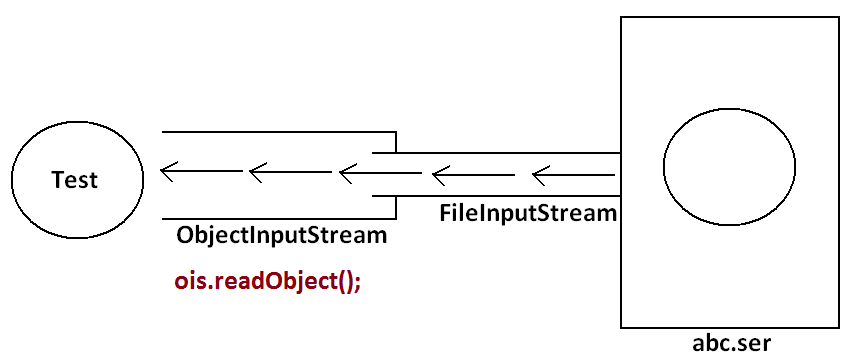 Test
FileInputStream
ObjectInputStream
ois.readObject();
abc.ser